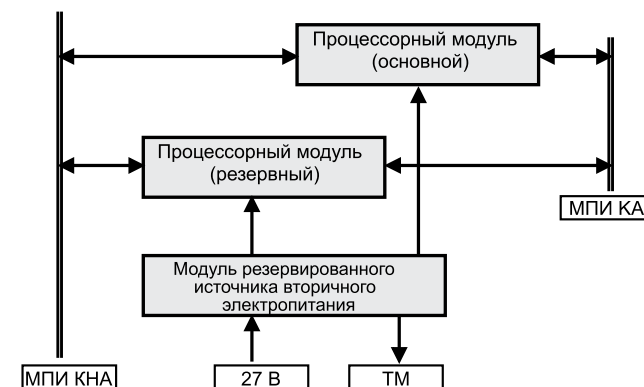 Процессорный модуль
(основной)
Процессорный модуль
(резервный)
МПИ КА
Модуль резервированного
источника вторичного
электропитания
МПИ КНА
27 В
ТМ